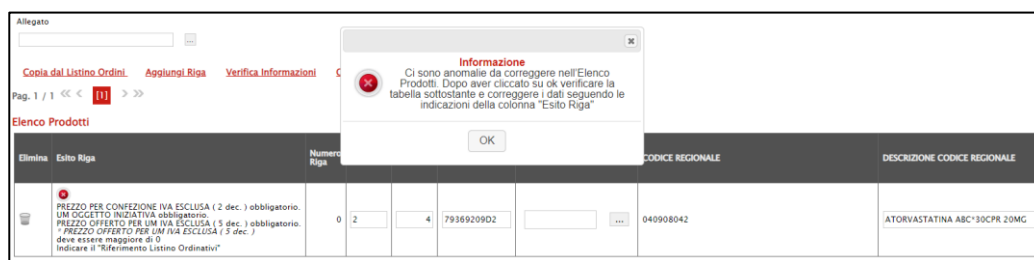 Allegato
...
Copia dal Listino Ordini Aggiungi Riga Verifica Informazioni
Pag. 1 / 1 << < [1] > >>
Elenco Prodotti
Informazione
Ci sono anomalie da correggere nell'Elenco
Prodotti. Dopo aver cliccato su ok verificare la
tabella sottostante e correggere i dati seguendo le
indicazioni della colonna "Esito Riga"
OK
Elimina Esito Riga Numero Riga CODICE REGIONALE DESCRIZIONE CODICE REGIONALE
PREZZO PER CONFEZIONE IVA ESCLUSA ( 2 dec. ) obbligatorio.
UM OGGETTO INIZIATIVA obbligatorio.
PREZZO OFFERTO PER UM IVA ESCLUSA ( 5 dec. ) obbligatorio.
* PREZZO OFFERTO PER UM IVA ESCLUSA ( 5 dec. )
deve essere maggiore di 0
Indicare il "Riferimento Listino Ordinativi"
0 2 4 79369209D2 ... 040908042 ATORVASTATINA ABC*30CPR 20MG